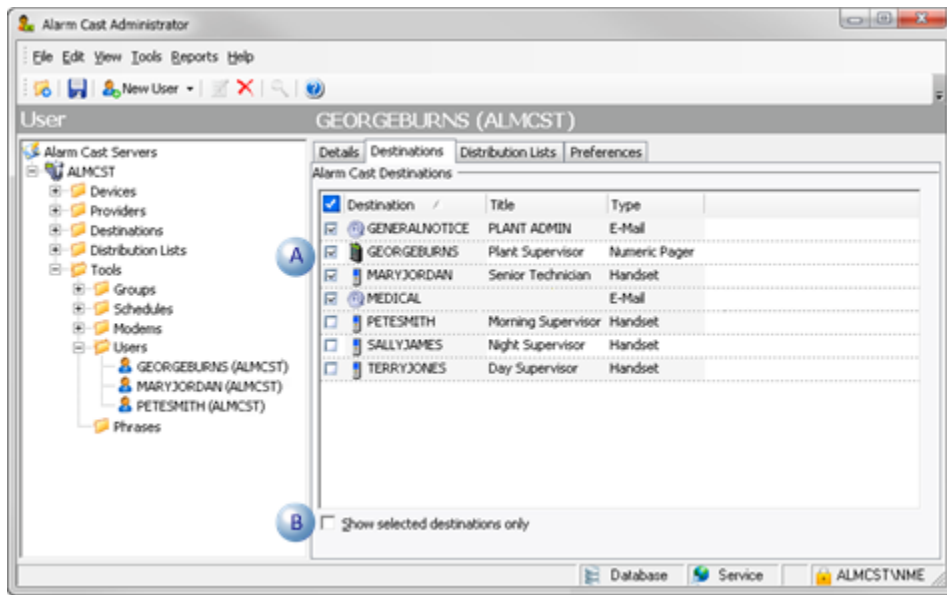 Alarm Cast Administrator
File Edit View Tools Reports Help
New User
User
GEORGEBURNS (ALMCST)
Alarm Cast Servers
ALMCST
Devices
Providers
Destinations
Distribution Lists
Tools
Groups
Schedules
Modems
Users
GEORGEBURNS (ALMCST)
MARYJORDAN (ALMCST)
PETESMITH (ALMCST)
Phrases
Details Destinations Distribution Lists Preferences
Alarm Cast Destinations
Destination Title Type
GENERALNOTICE PLANT ADMIN E-Mail
A GEORGEBURNS Plant Supervisor Numeric Pager
MARYJORDAN Senior Technician Handset
MEDICAL E-Mail
PETESMITH Morning Supervisor Handset
SALLYJAMES Night Supervisor Handset
TERRYJONES Day Supervisor Handset
B Show selected destinations only
Database Service ALMCST\NME